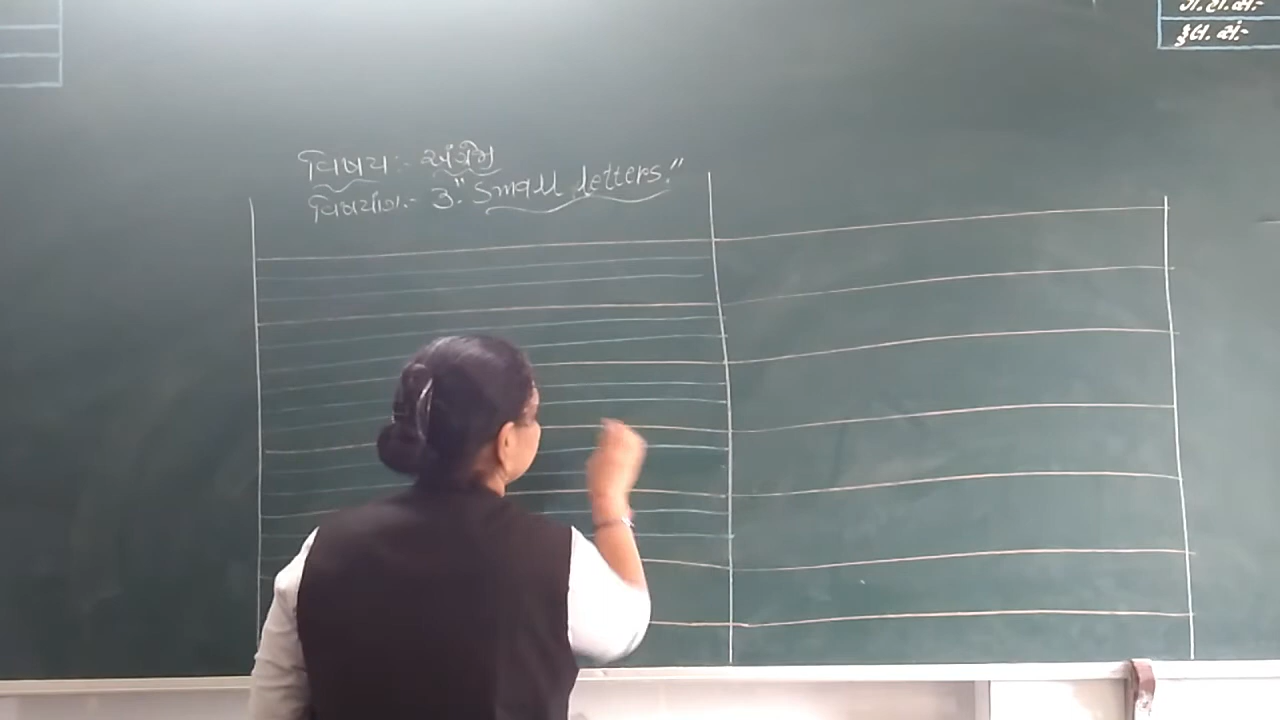 વિષય:- અંગ્રેજી
વિષયાંગ:- 3." Small letters."
ગે.હા.સં:-
કુલ. સં:-